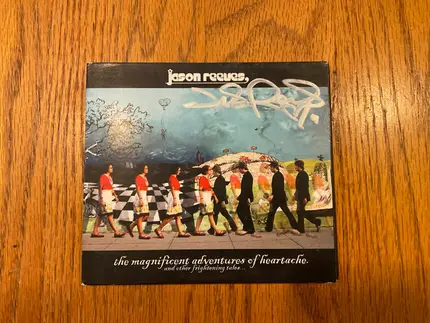 jason reeves,
the magnificent adventures of heartache.
and other frightening tales...